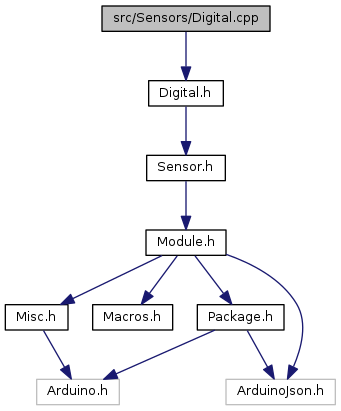 src/Sensors/Digital.cpp
Digital.h
Sensor.h
Module.h
Misc.h
Macros.h
Package.h
Arduino.h
ArduinoJson.h